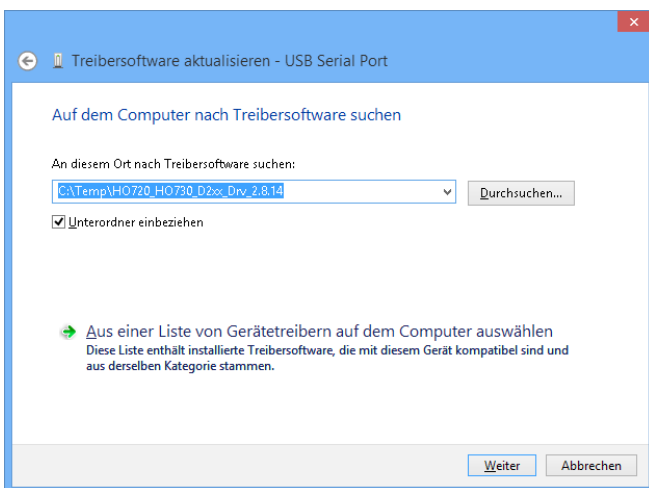 Treibersoftware aktualisieren - USB Serial Port
Auf dem Computer nach Treibersoftware suchen
An diesem Ort nach Treibersoftware suchen:
C:\Temp\HO720_HO730_D2xx_Drv_2.8.14
Durchsuchen...
Unterordner einbeziehen
Aus einer Liste von Gerätetreibern auf dem Computer auswählen
Diese Liste enthält installierte Treibersoftware, die mit diesem Gerät kompatibel sind und
aus derselben Kategorie stammen.
Weiter
Abbrechen